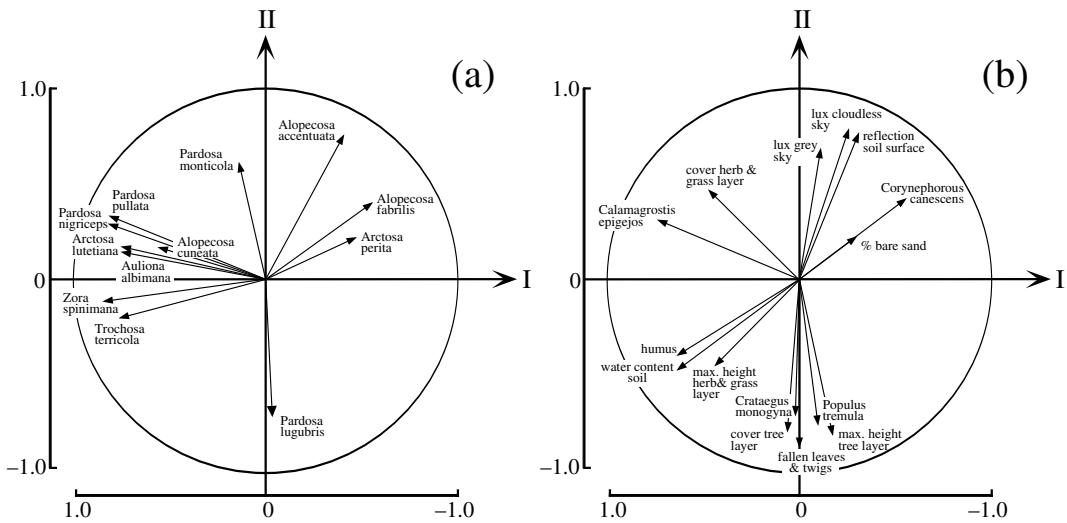 II
(a)
1.0
Alopecosa
accentuata
Pardosa
monticola
Pardosa
pullata
Alopecosa
fabrilis
Pardosa
nigriceps
Arctosa
lutetiana
Alopecosa
cuneata
Arctosa
perita
Auliona
albimana
0
I
Zora
spinimana
Trochosa
terricola
Pardosa
lugubris
–1.0
1.0
0
–1.0
II
(b)
1.0
lux cloudless
sky
reflection
soil surface
lux grey
sky
cover herb &
grass layer
Corynephorous
canescens
Calamagrostis
epigejos
% bare sand
0
I
humus
water content
soil
max. height
herb& grass
layer
Crataegus
monogyna
Populus
tremula
cover tree
layer
max. height
tree layer
fallen leaves
& twigs
–1.0
1.0
0
–1.0